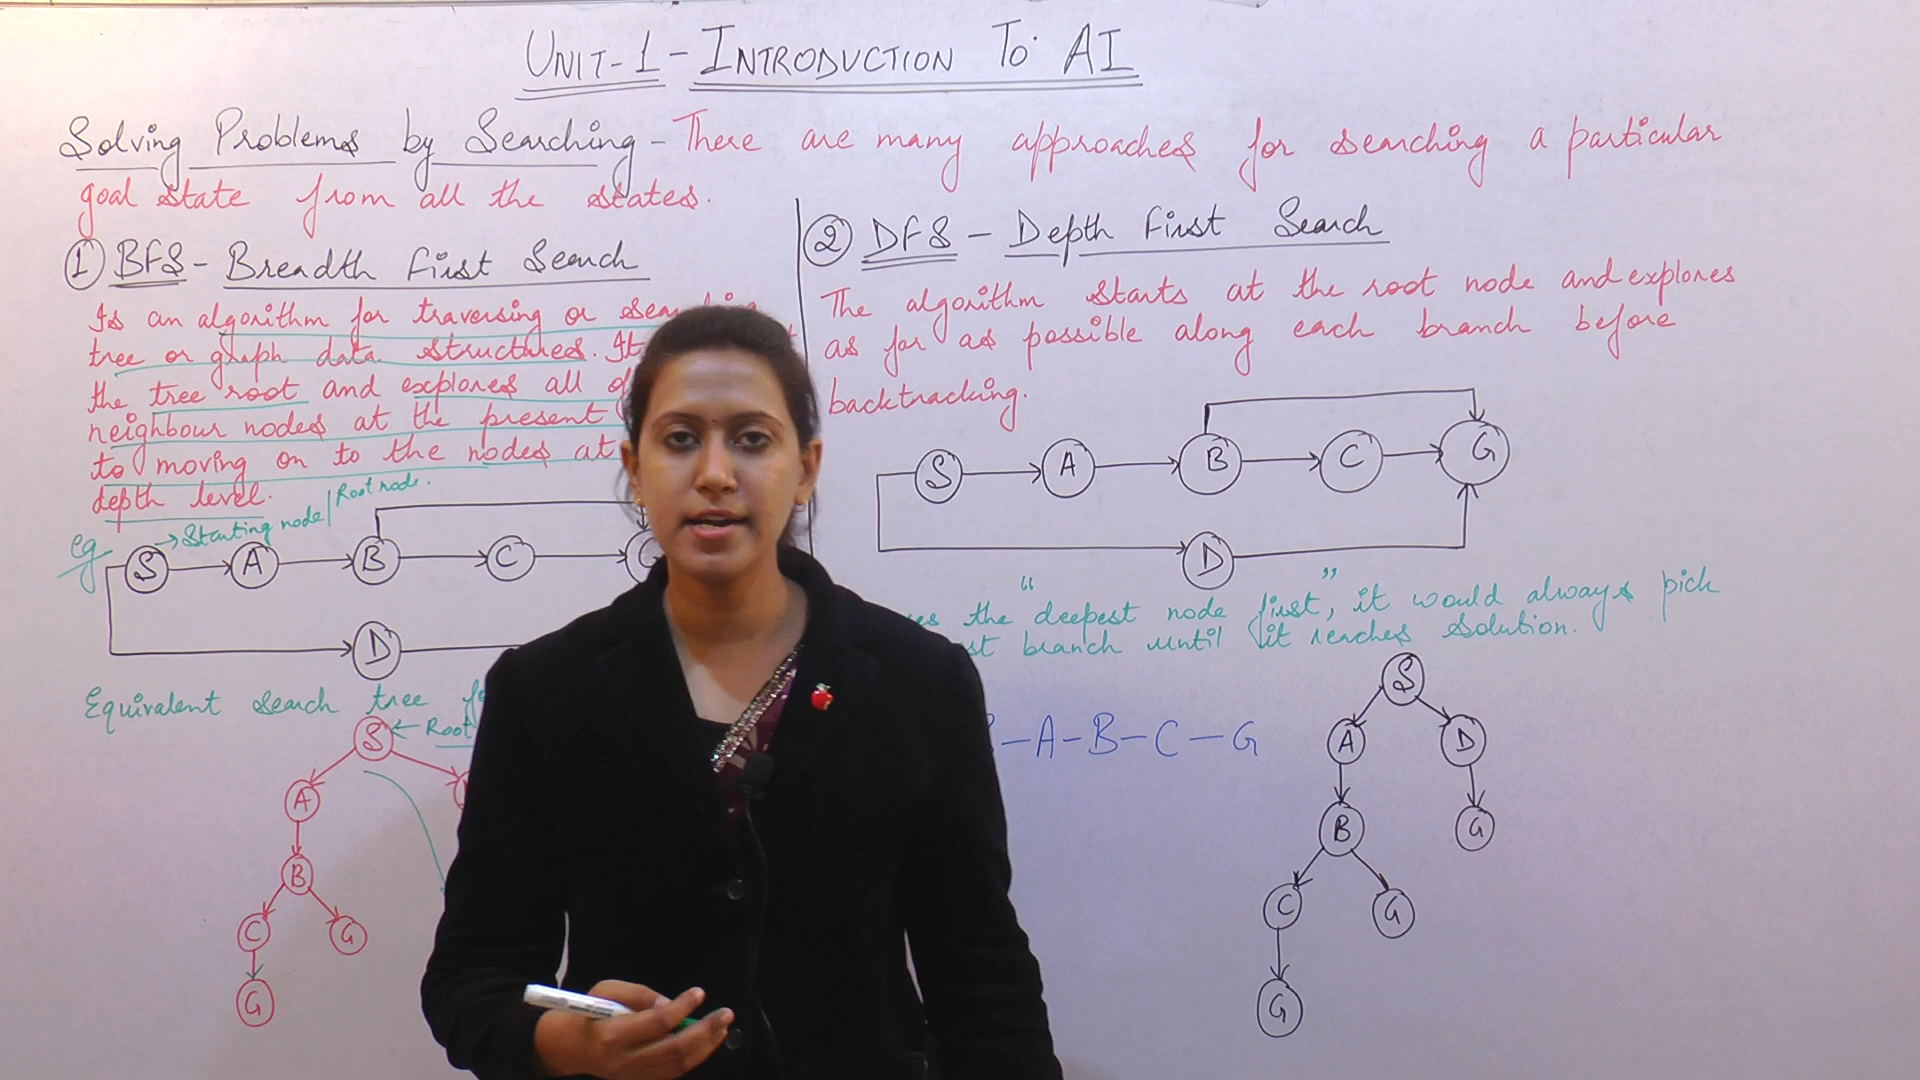 UNIT-1-INTRODUCTION TO AI
Solving Problems by Searching - There are many approaches for searching a particular
goal state from all the states.
① BFS - Breadth First Search
Is an algorithm for traversing or
tree or graph data structures. It
the tree root and explores all of
neighbour nodes at the present
to moving on to the nodes at
depth level.
→ Starting node/Root node.
eg
S A B C
D
Equivalent search tree
S ← Root
A
B
C G
G
② DFS - Depth First Search
The algorithm starts at the root node and explores
as far as possible along each branch before
backtracking.
S A B C G
D
the "deepest node first", it would always pick
branch until it reaches solution.
-A-B-C-G
S
A D
B G
C G
G